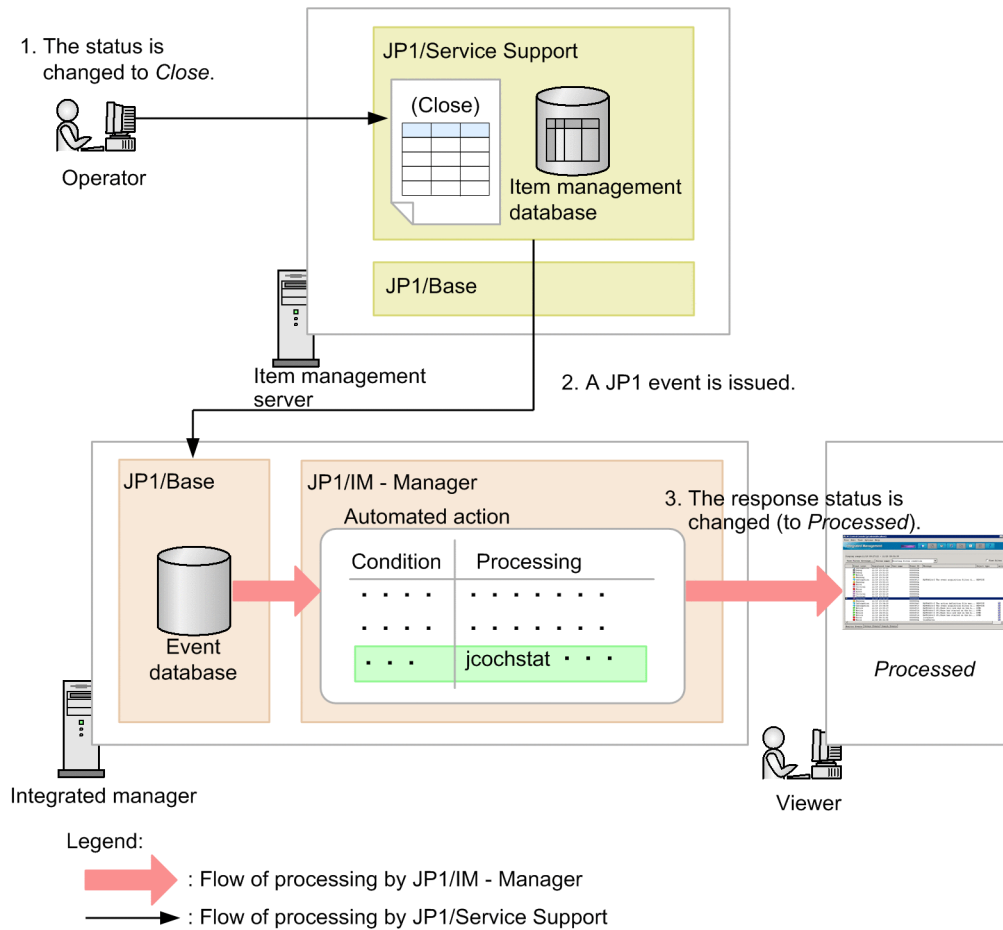 1. The status is
changed to Close.
Operator
JP1/Service Support
(Close)
Item management
database
JP1/Base
Item management
server
2. A JP1 event is issued.
JP1/Base
Event
database
JP1/IM - Manager
Automated action
Condition
Processing
. . . .
. . . . . . .
. . . .
. . . . . . .
. . .
jcochstat . . .
3. The response status is
changed (to Processed).
Processed
Integrated manager
Viewer
Legend:
: Flow of processing by JP1/IM - Manager
: Flow of processing by JP1/Service Support